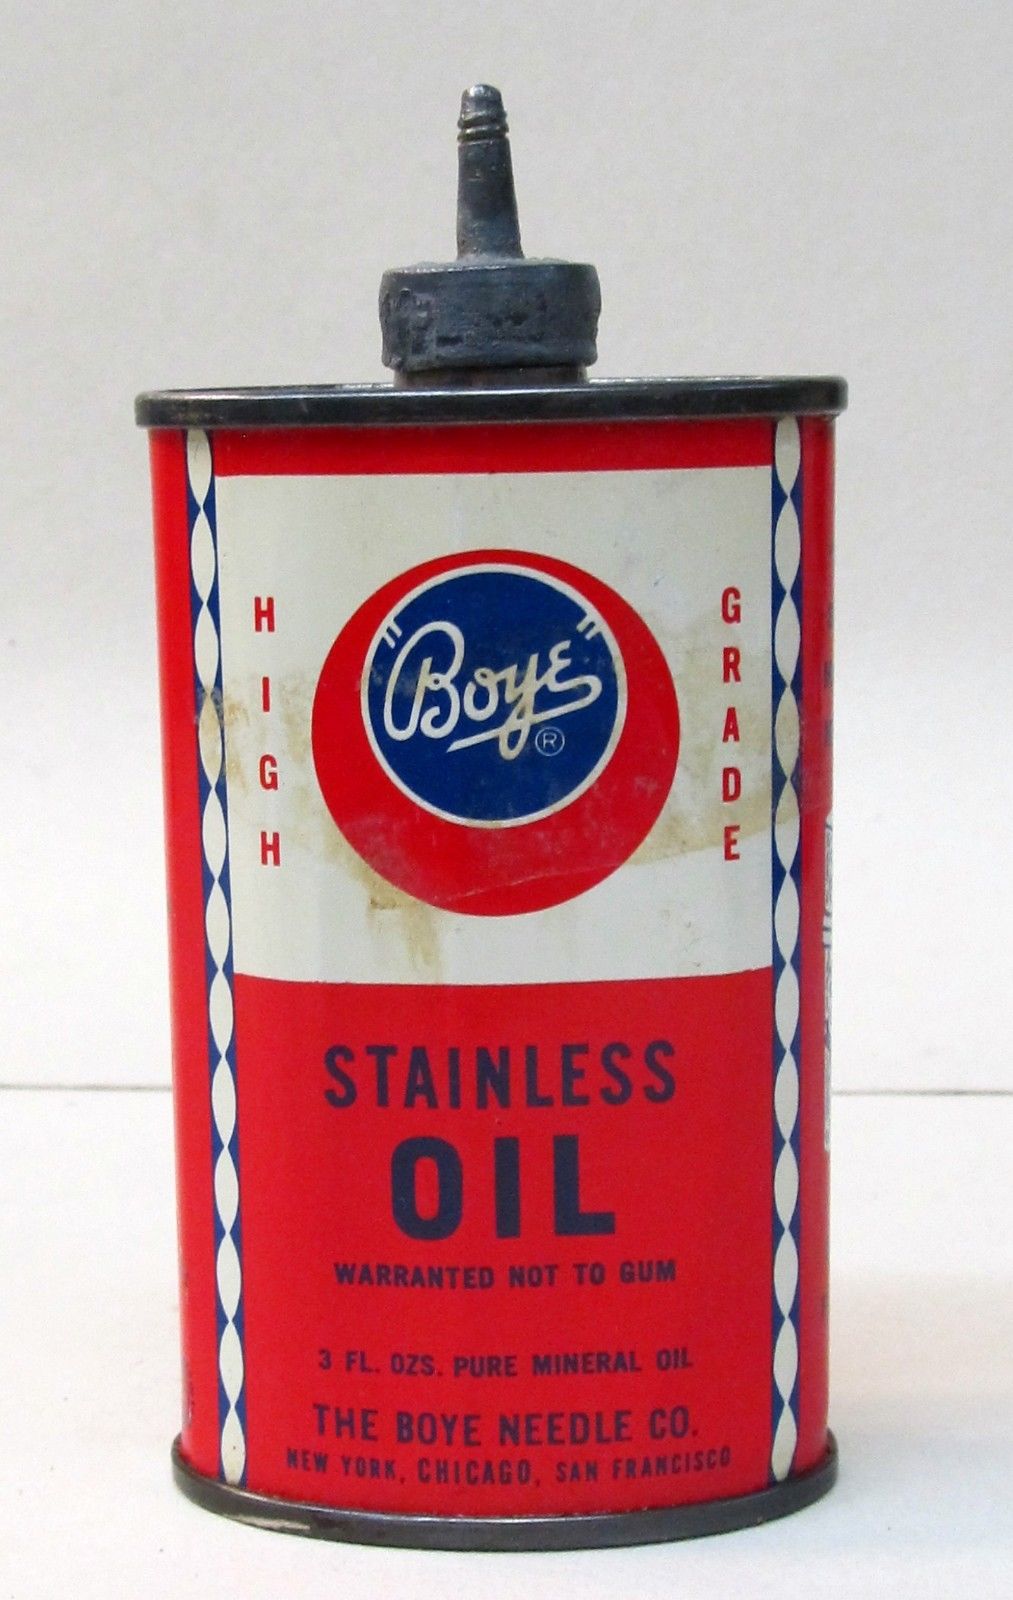 HIGH
GRADE
"Boye"
®
STAINLESS
OIL
WARRANTED NOT TO GUM
3 FL. OZS. PURE MINERAL OIL
THE BOYE NEEDLE CO.
NEW YORK, CHICAGO, SAN FRANCISCO